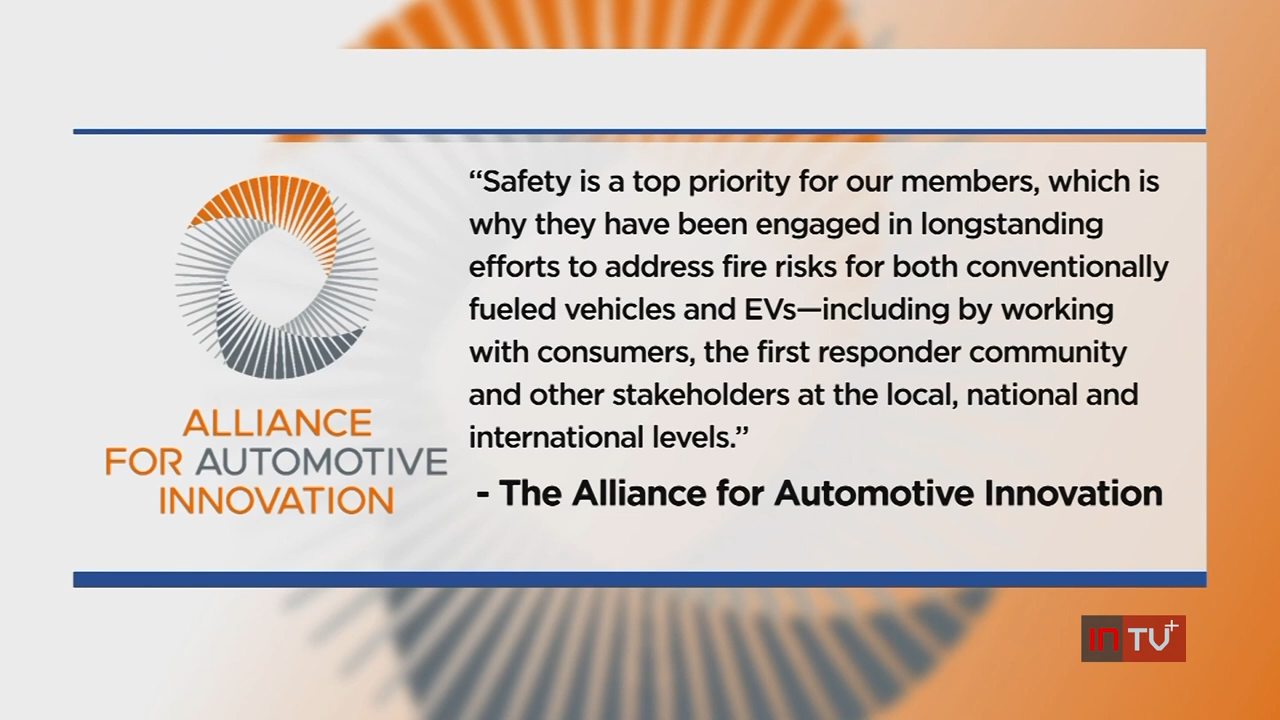 ALLIANCE
FOR AUTOMOTIVE
INNOVATION
“Safety is a top priority for our members, which is
why they have been engaged in longstanding
efforts to address fire risks for both conventionally
fueled vehicles and EVs—including by working
with consumers, the first responder community
and other stakeholders at the local, national and
international levels.”
- The Alliance for Automotive Innovation
INTV+